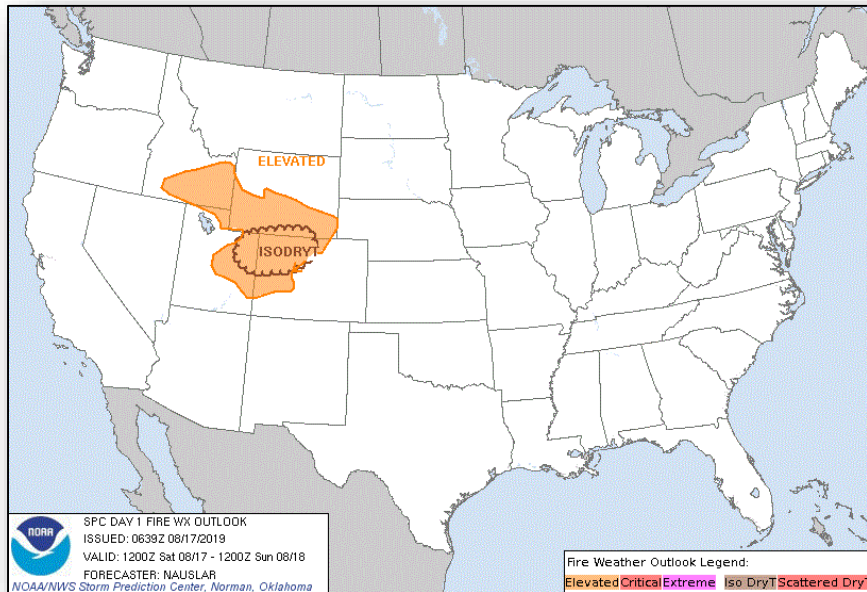 ELEVATED
ISODRYT
NOAA
SPC DAY 1 FIRE WX OUTLOOK
ISSUED: 0639Z 08/17/2019
VALID: 1200Z Sat 08/17 - 1200Z Sun 08/18
FORECASTER: NAUSLAR
NOAA/NWS Storm Prediction Center, Norman, Oklahoma
Fire Weather Outlook Legend:
Elevated Critical Extreme Iso DryT Scattered DryT